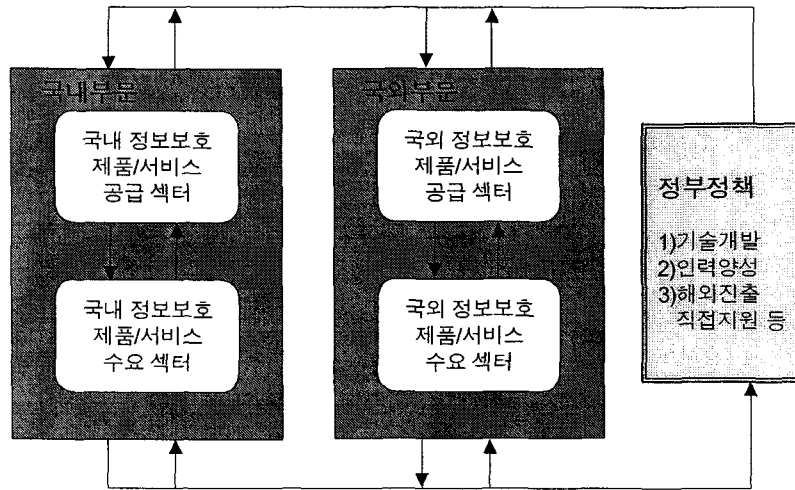 국내부문
국내 정보보호
제품/서비스
공급 섹터
국내 정보보호
제품/서비스
수요 섹터
국외부문
국외 정보보호
제품/서비스
공급 섹터
국외 정보보호
제품/서비스
수요 섹터
정부정책
1)기술개발
2)인력양성
3)해외진출
직접지원 등